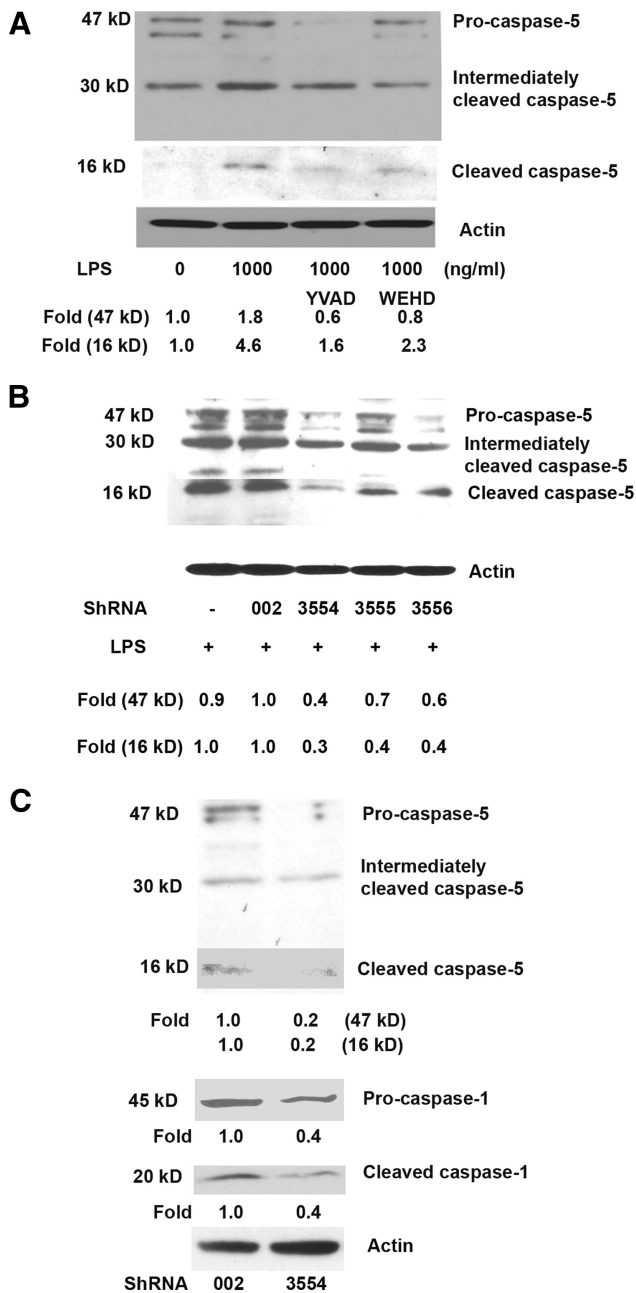 A
47 kD Pro-caspase-5
30 kD Intermediately
cleaved caspase-5
16 kD Cleaved caspase-5
Actin
LPS 0 1000 1000 1000 (ng/ml)
YVAD WEHD
Fold (47 kD) 1.0 1.8 0.6 0.8
Fold (16 kD) 1.0 4.6 1.6 2.3
B
47 kD Pro-caspase-5
30 kD Intermediately
cleaved caspase-5
16 kD Cleaved caspase-5
Actin
ShRNA - 002 3554 3555 3556
LPS + + + + +
Fold (47 kD) 0.9 1.0 0.4 0.7 0.6
Fold (16 kD) 1.0 1.0 0.3 0.4 0.4
C
47 kD Pro-caspase-5
Intermediately
30 kD cleaved caspase-5
16 kD Cleaved caspase-5
Fold 1.0 0.2 (47 kD)
1.0 0.2 (16 kD)
45 kD Pro-caspase-1
Fold 1.0 0.4
20 kD Cleaved caspase-1
Fold 1.0 0.4
Actin
ShRNA 002 3554